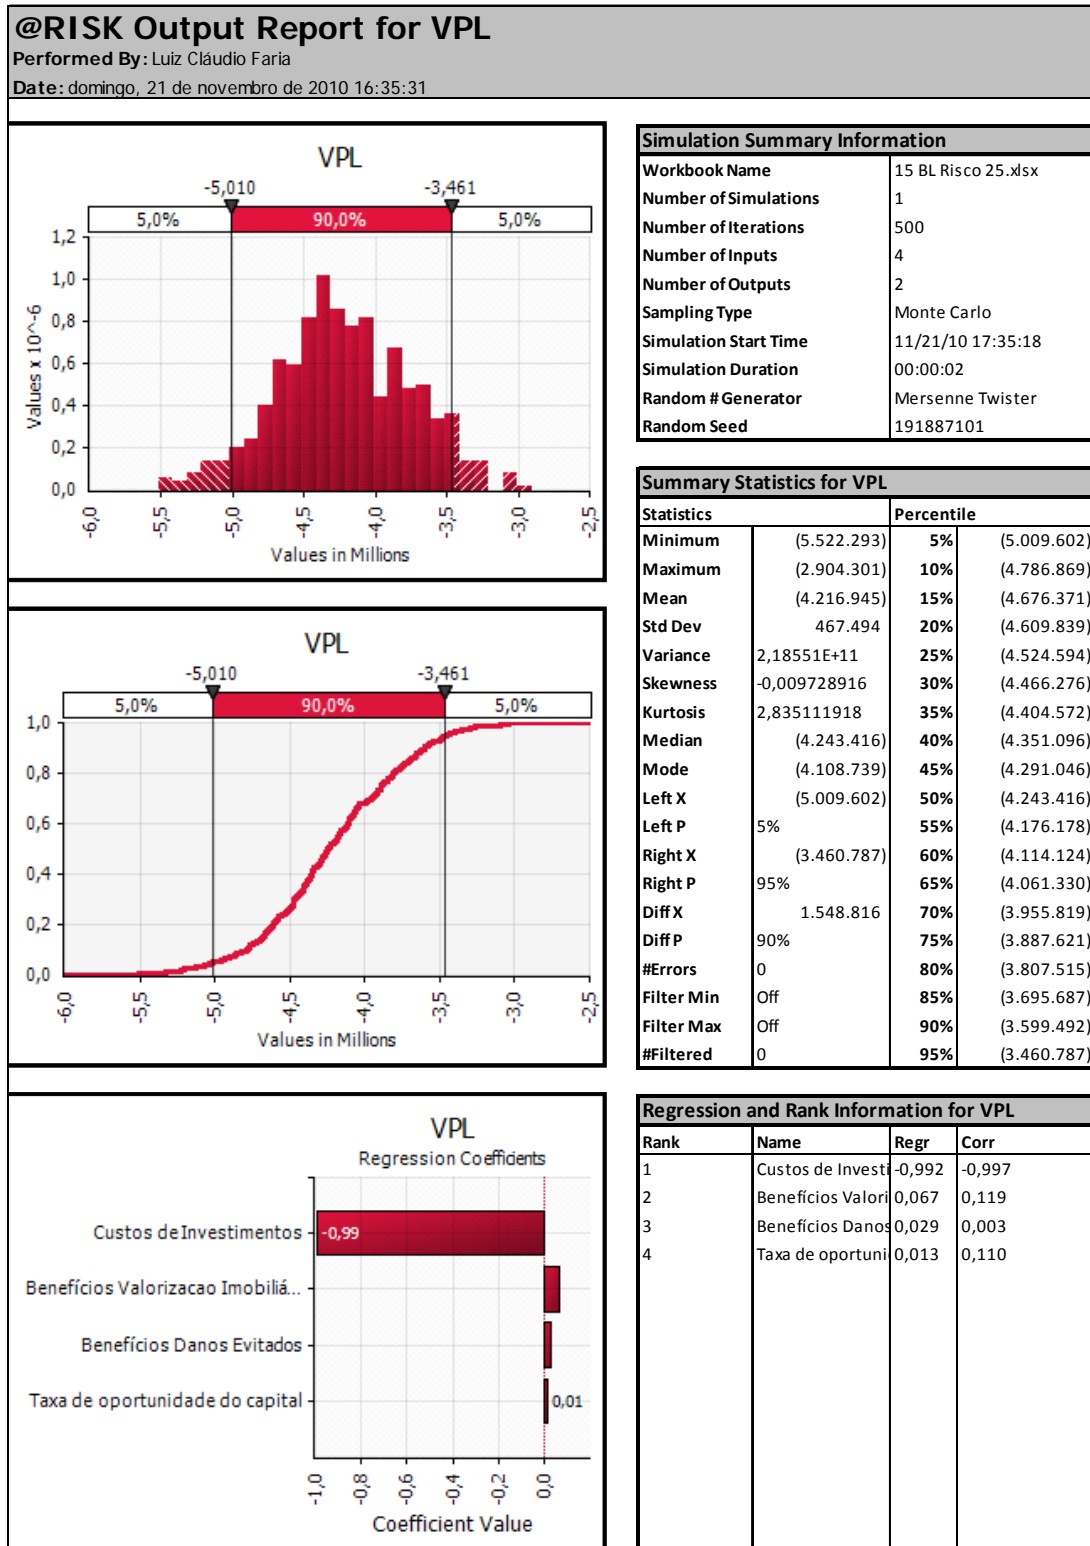 @RISK Output Report for VPL
Performed By: Luiz Cláudio Faria
Date: domingo, 21 de novembro de 2010 16:35:31
VPL
-5,010 -3,461
5,0% 90,0% 5,0%
1,2
1,0
0,8
0,6
0,4
0,2
0,0
Values x 10^-6
-6,0 -5,5 -5,0 -4,5 -4,0 -3,5 -3,0 -2,5
Values in Millions
Simulation Summary Information
Workbook Name 15 BL Risco 25.xlsx
Number of Simulations 1
Number of Iterations 500
Number of Inputs 4
Number of Outputs 2
Sampling Type Monte Carlo
Simulation Start Time 11/21/10 17:35:18
Simulation Duration 00:00:02
Random # Generator Mersenne Twister
Random Seed 191887101
VPL
-5,010 -3,461
5,0% 90,0% 5,0%
1,0
0,8
0,6
0,4
0,2
0,0
-6,0 -5,5 -5,0 -4,5 -4,0 -3,5 -3,0 -2,5
Values in Millions
Summary Statistics for VPL
Statistics Percentile
Minimum (5.522.293) 5% (5.009.602)
Maximum (2.904.301) 10% (4.786.869)
Mean (4.216.945) 15% (4.676.371)
Std Dev 467.494 20% (4.609.839)
Variance 2,18551E+11 25% (4.524.594)
Skewness -0,009728916 30% (4.466.276)
Kurtosis 2,835111918 35% (4.404.572)
Median (4.243.416) 40% (4.351.096)
Mode (4.108.739) 45% (4.291.046)
Left X (5.009.602) 50% (4.243.416)
Left P 5% 55% (4.176.178)
Right X (3.460.787) 60% (4.114.124)
Right P 95% 65% (4.061.330)
Diff X 1.548.816 70% (3.955.819)
Diff P 90% 75% (3.887.621)
#Errors 0 80% (3.807.515)
Filter Min Off 85% (3.695.687)
Filter Max Off 90% (3.599.492)
#Filtered 0 95% (3.460.787)
VPL
Regression Coefficients
Custos de Investimentos -0,99
Benefícios Valorizacao Imobiliá...
Benefícios Danos Evitados
Taxa de oportunidade do capital 0,01
-1,0 -0,8 -0,6 -0,4 -0,2 0,0
Coefficient Value
Regression and Rank Information for VPL
Rank Name Regr Corr
1 Custos de Investi -0,992 -0,997
2 Benefícios Valori 0,067 0,119
3 Benefícios Danos 0,029 0,003
4 Taxa de oportuni 0,013 0,110